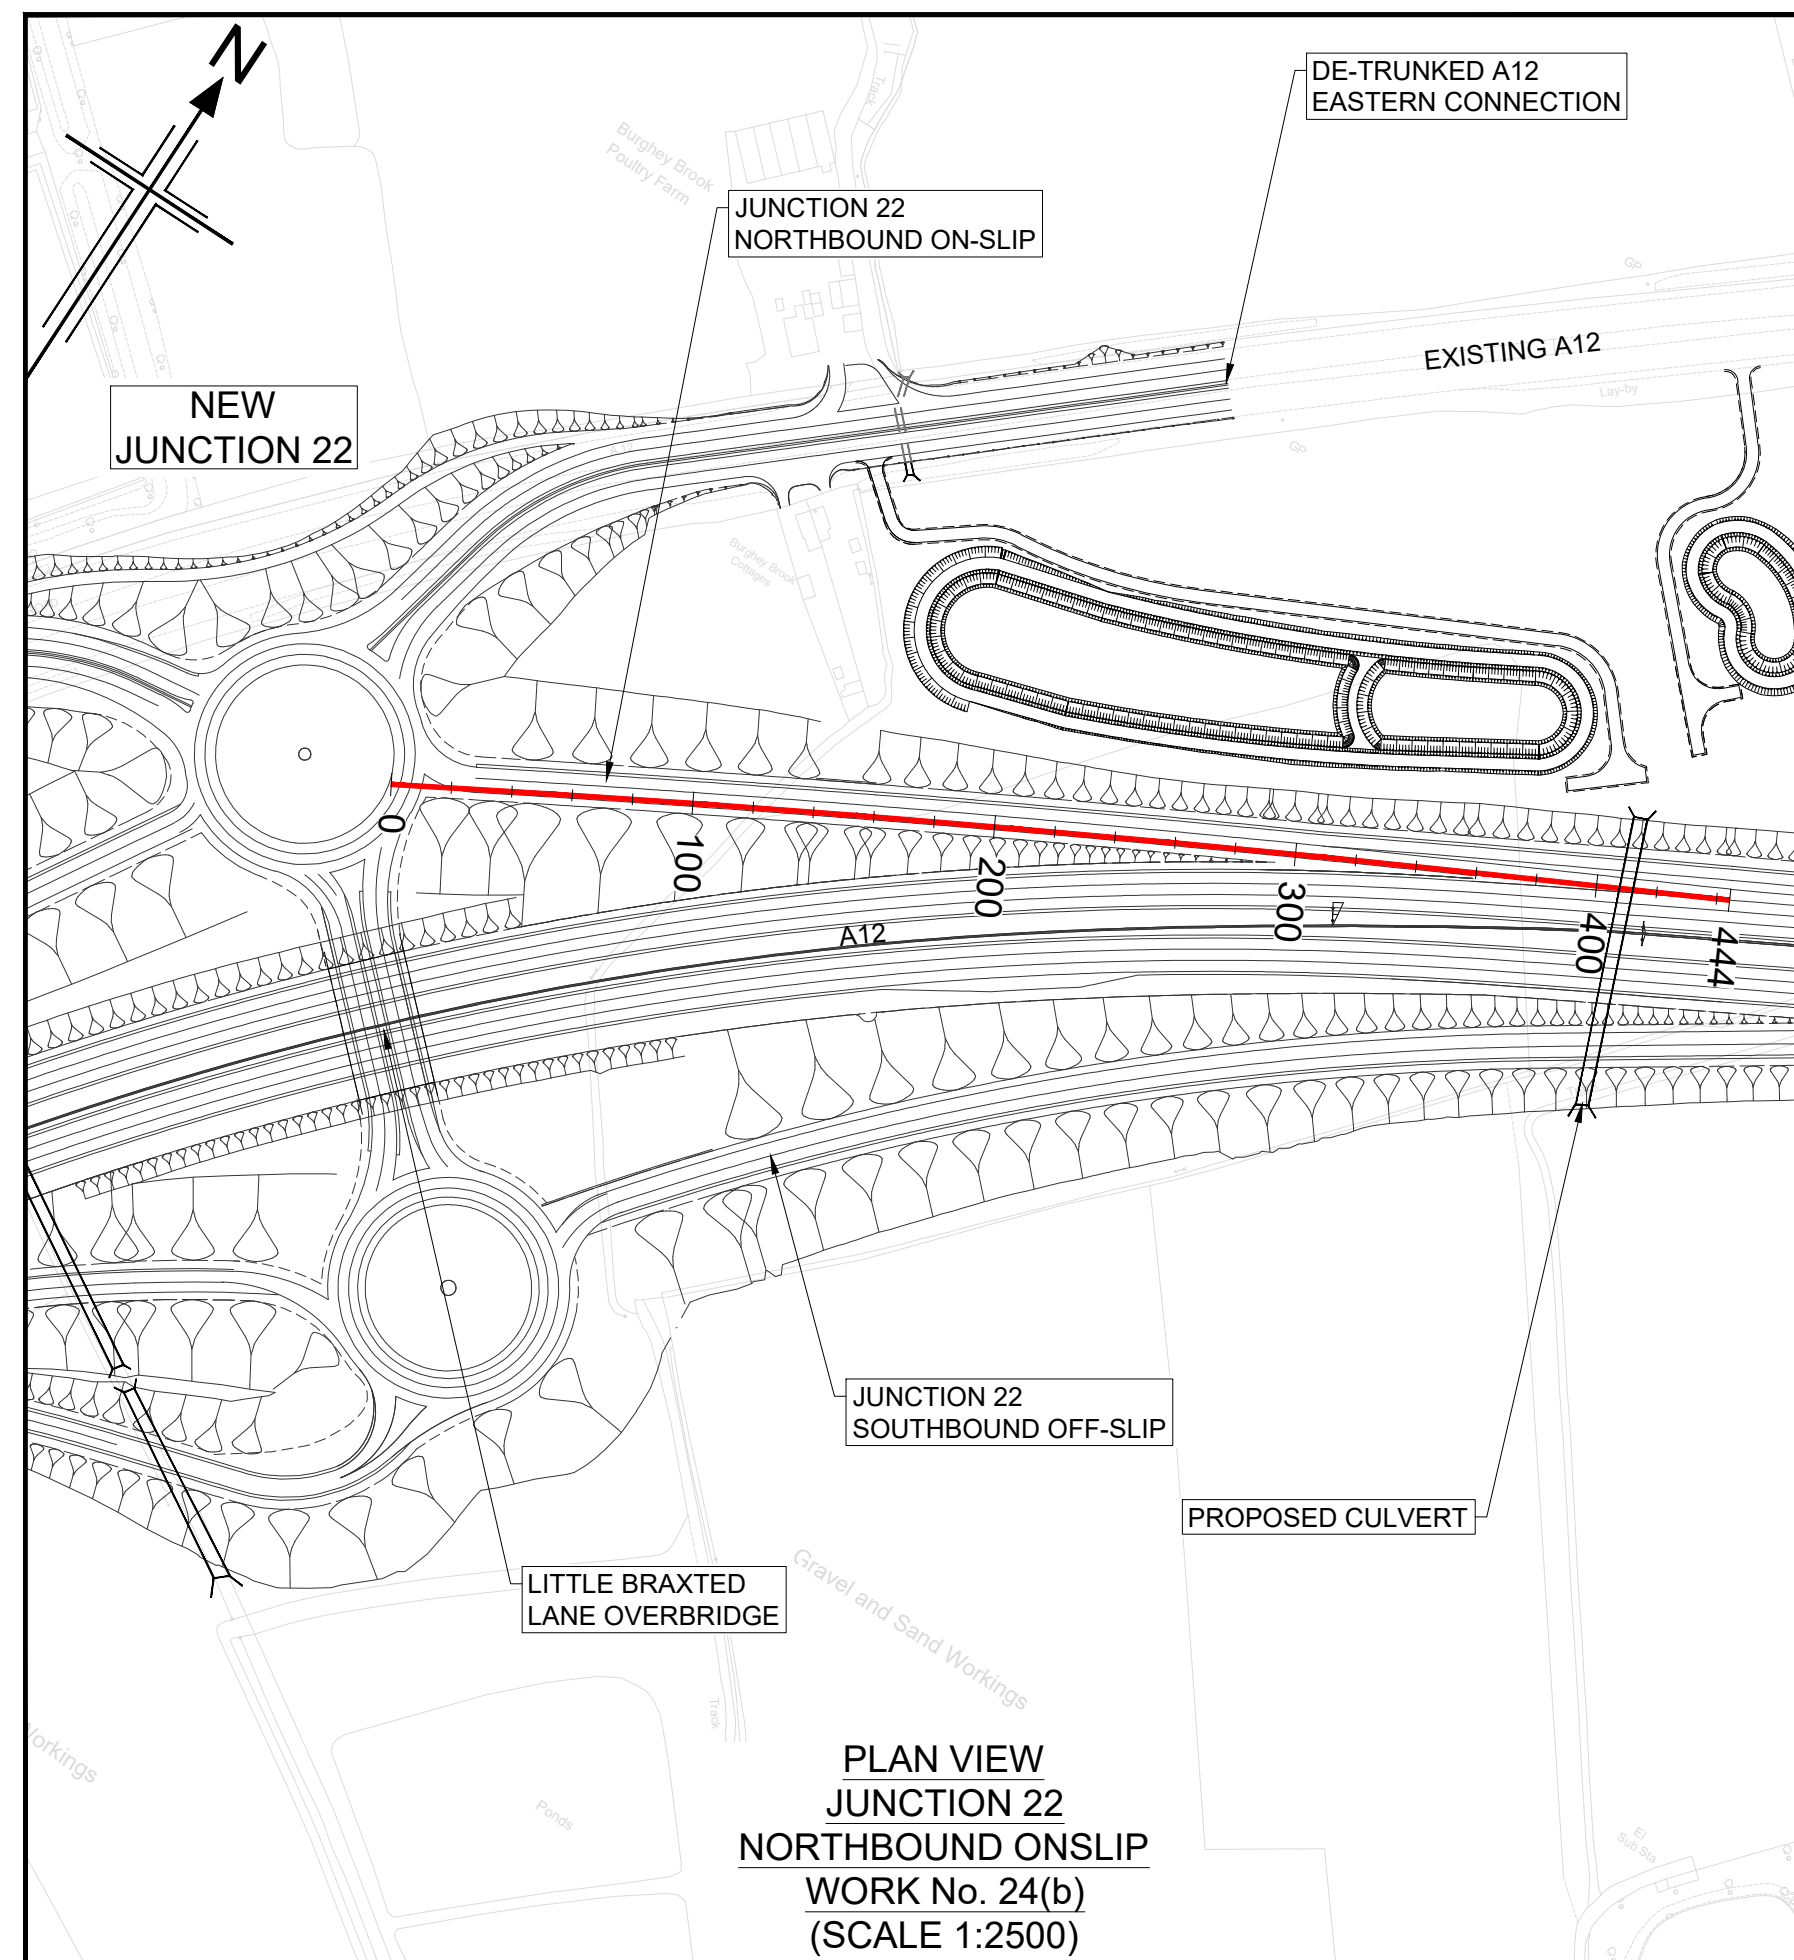 N
DE-TRUNKED A12
EASTERN CONNECTION
Track
Burghey Brook
Poultry Farm
JUNCTION 22
NORTHBOUND ON-SLIP
GP
EXISTING A12
Lay-by
NEW
JUNCTION 22
GP
Burghey Brook
Cottages
0
100
200
300
400
444
A12
JUNCTION 22
SOUTHBOUND OFF-SLIP
PROPOSED CULVERT
LITTLE BRAXTED
LANE OVERBRIDGE
Gravel and Sand Workings
Track
Workings
Ponds
El
Sub Sta
PLAN VIEW
JUNCTION 22
NORTHBOUND ONSLIP
WORK No. 24(b)
(SCALE 1:2500)